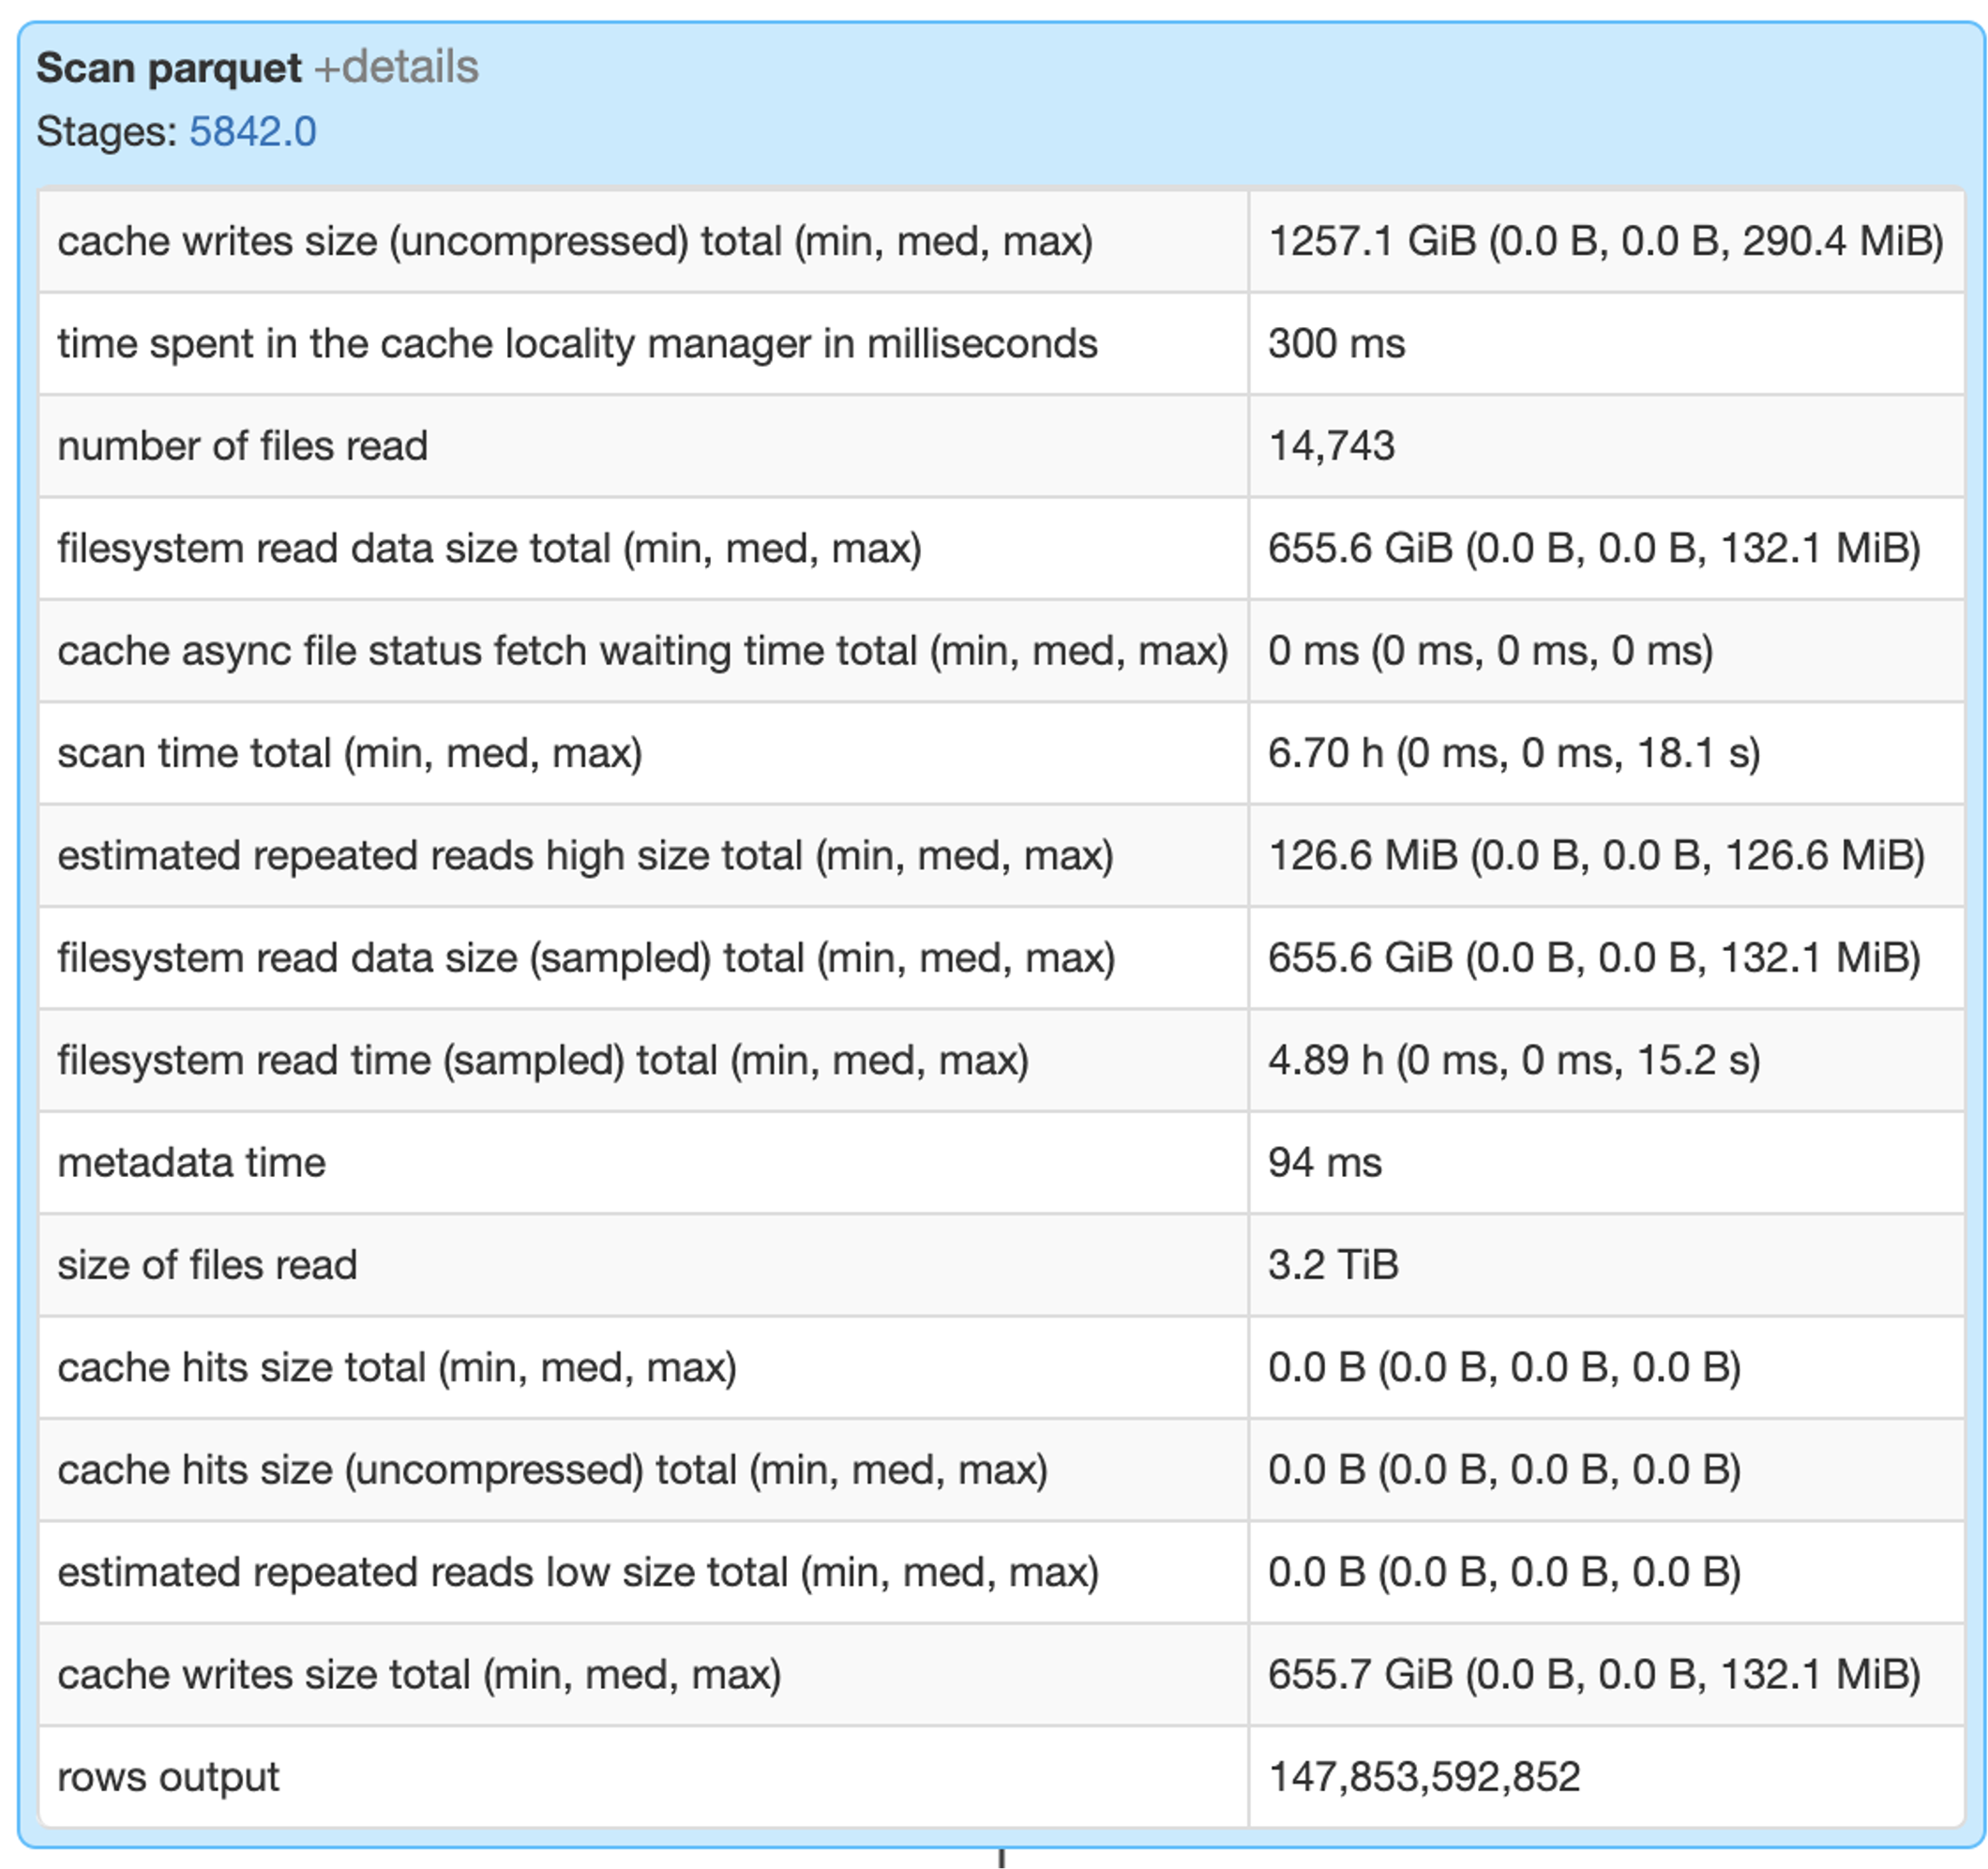 Scan parquet +details
Stages: 5842.0
cache writes size (uncompressed) total (min, med, max) 1257.1 GiB (0.0 B, 0.0 B, 290.4 MiB)
time spent in the cache locality manager in milliseconds 300 ms
number of files read 14,743
filesystem read data size total (min, med, max) 655.6 GiB (0.0 B, 0.0 B, 132.1 MiB)
cache async file status fetch waiting time total (min, med, max) 0 ms (0 ms, 0 ms, 0 ms)
scan time total (min, med, max) 6.70 h (0 ms, 0 ms, 18.1 s)
estimated repeated reads high size total (min, med, max) 126.6 MiB (0.0 B, 0.0 B, 126.6 MiB)
filesystem read data size (sampled) total (min, med, max) 655.6 GiB (0.0 B, 0.0 B, 132.1 MiB)
filesystem read time (sampled) total (min, med, max) 4.89 h (0 ms, 0 ms, 15.2 s)
metadata time 94 ms
size of files read 3.2 TiB
cache hits size total (min, med, max) 0.0 B (0.0 B, 0.0 B, 0.0 B)
cache hits size (uncompressed) total (min, med, max) 0.0 B (0.0 B, 0.0 B, 0.0 B)
estimated repeated reads low size total (min, med, max) 0.0 B (0.0 B, 0.0 B, 0.0 B)
cache writes size total (min, med, max) 655.7 GiB (0.0 B, 0.0 B, 132.1 MiB)
rows output 147,853,592,852